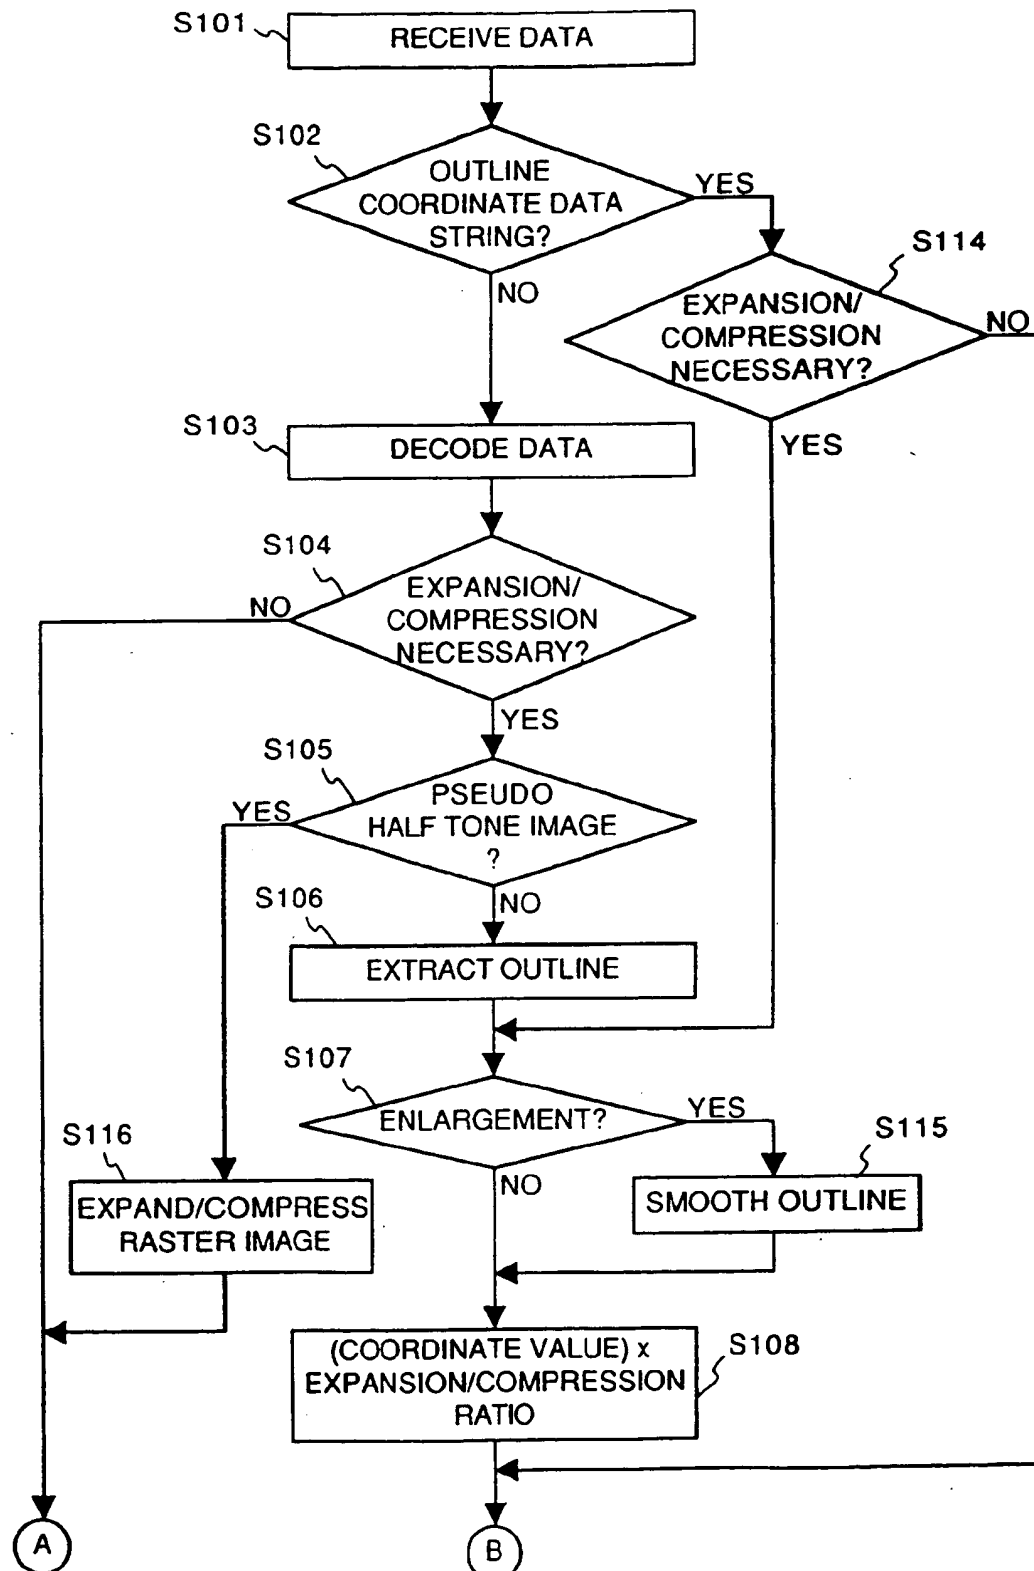 S101
RECEIVE DATA
S102
OUTLINE
COORDINATE DATA
STRING?
YES
NO
S114
EXPANSION/
COMPRESSION
NECESSARY?
NO
YES
S103
DECODE DATA
S104
EXPANSION/
COMPRESSION
NECESSARY?
NO
YES
S105
PSEUDO
HALF TONE IMAGE
?
YES
NO
S106
EXTRACT OUTLINE
S107
ENLARGEMENT?
YES
NO
S115
SMOOTH OUTLINE
S116
EXPAND/COMPRESS
RASTER IMAGE
(COORDINATE VALUE) x
EXPANSION/COMPRESSION
RATIO
S108
A
B